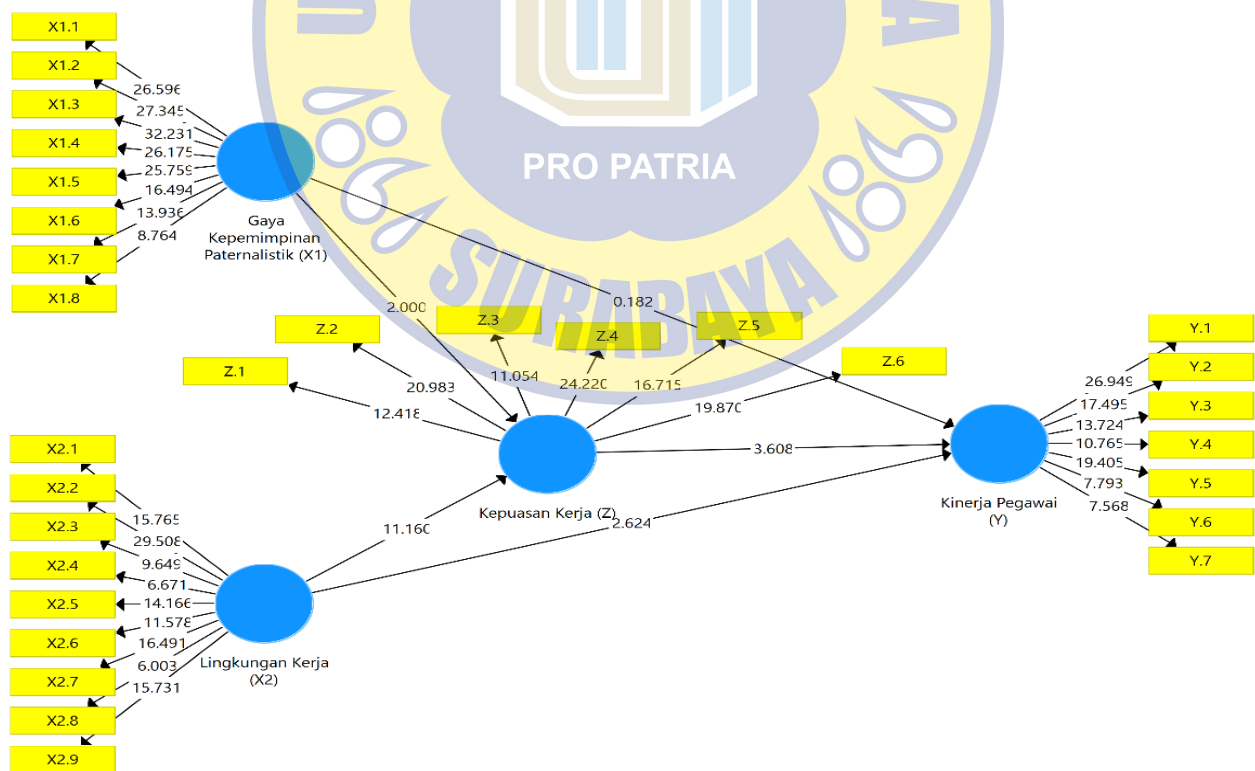 X1.1
X1.2
X1.3
X1.4
X1.5
X1.6
X1.7
X1.8
26.596
27.345
32.231
26.175
25.759
16.494
13.936
8.764
Gaya
Kepemimpinan
Paternalistik (X1)
PRO PATRIA
SURABAYA
2.000
0.182
Z.1
Z.2
Z.3
Z.4
Z.5
Z.6
12.418
20.983
11.054
24.220
16.715
19.870
Kepuasan Kerja (Z)
3.608
11.160
2.624
X2.1
X2.2
X2.3
X2.4
X2.5
X2.6
X2.7
X2.8
X2.9
15.765
29.508
9.649
6.671
14.166
11.578
16.491
6.003
15.731
Lingkungan Kerja
(X2)
Y.1
Y.2
Y.3
Y.4
Y.5
Y.6
Y.7
26.949
17.495
13.724
10.765
19.405
7.793
7.568
Kinerja Pegawai
(Y)